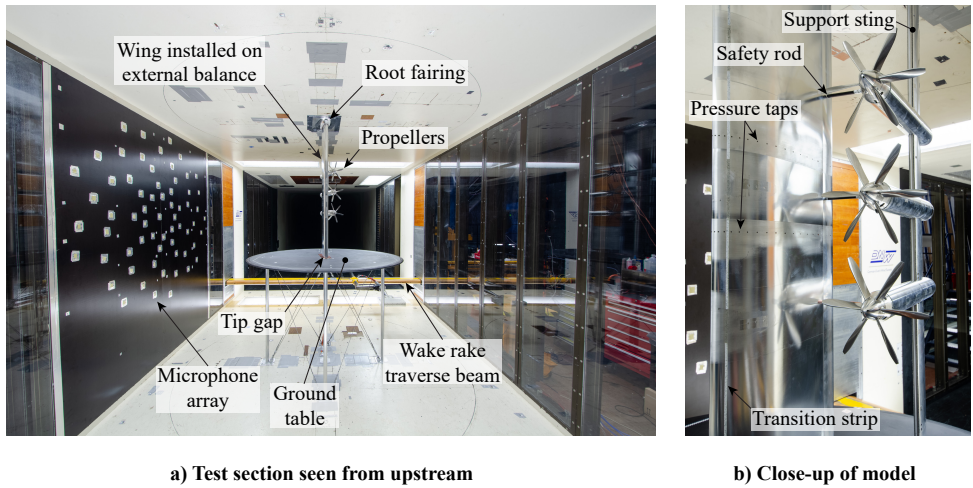 Wing installed on
external balance
Root fairing
Propellers
Tip gap
Microphone
array
Ground
table
Wake rake
traverse beam
a) Test section seen from upstream
Support sting
Safety rod
Pressure taps
DNW
Transition strip
b) Close-up of model